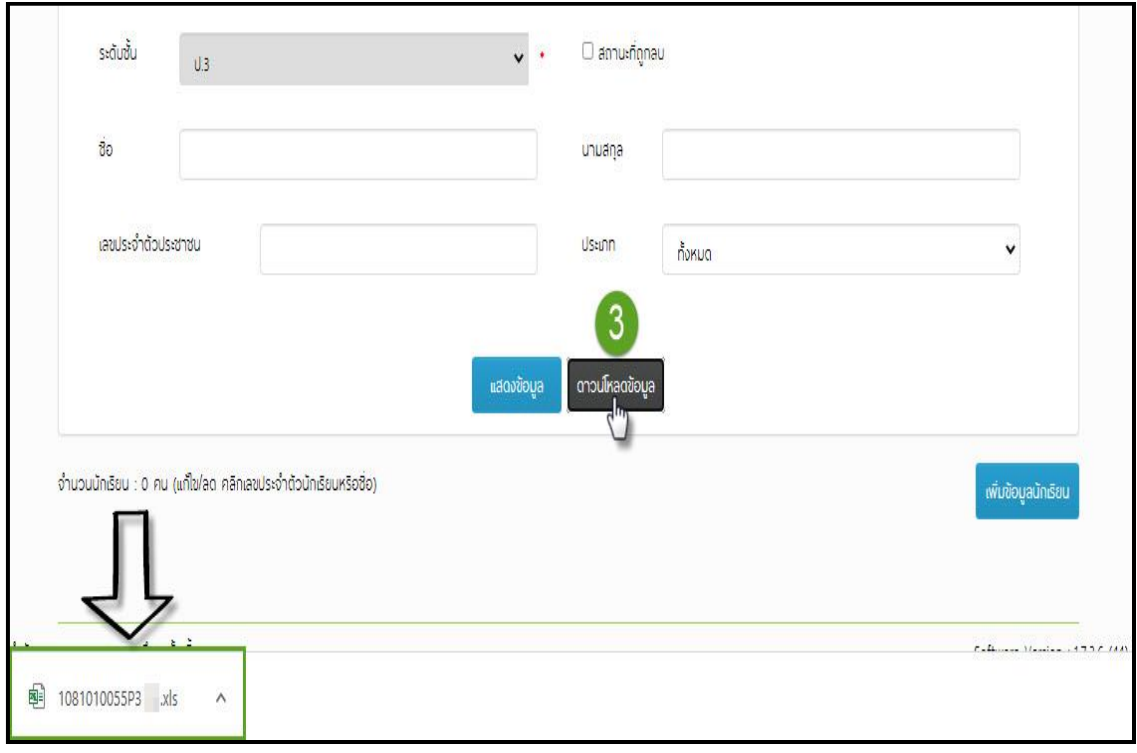 ระดับชั้น ป.3 * สถานะที่ถูกลบ
ชื่อ นามสกุล
เลขประจำตัวประชาชน ประเภท ทั้งหมด
3
แสดงข้อมูล ดาวน์โหลดข้อมูล
จำนวนนักเรียน : 0 คน (แก้ไข/ลด คลิกเลขประจำตัวนักเรียนหรือชื่อ)
เพิ่มข้อมูลนักเรียน
Software Version : 17.3.6 (44)
1081010055P3 .xls